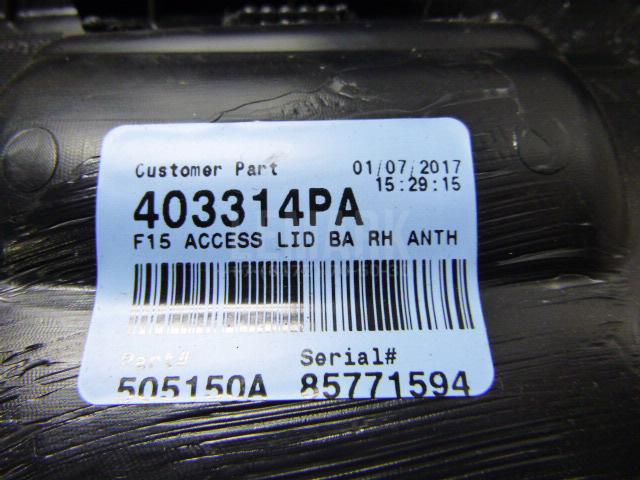 Customer Part 01/07/2017
15:29:15
403314PA
F15 ACCESS LID BA RH ANTH
Part# Serial#
505150A 85771594